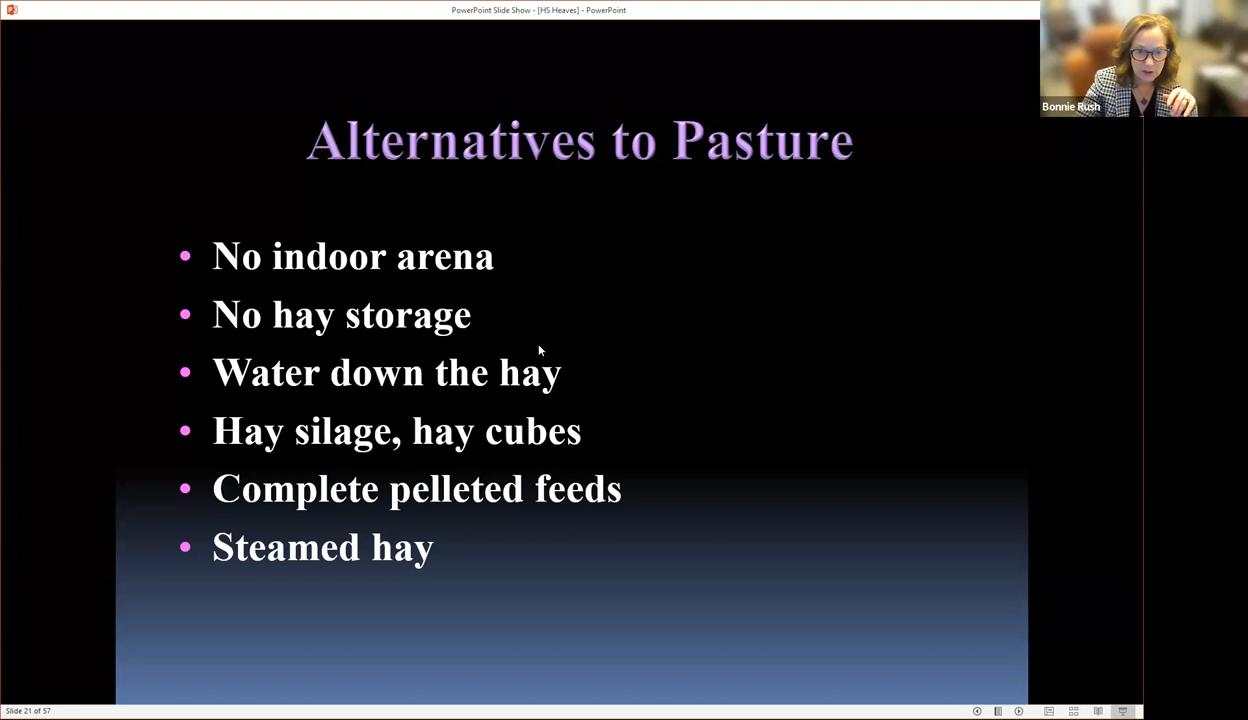 PowerPoint Slide Show - [HS Heaves] - PowerPoint
Bonnie Rush
Alternatives to Pasture
• No indoor arena
• No hay storage
• Water down the hay
• Hay silage, hay cubes
• Complete pelleted feeds
• Steamed hay
Slide 21 of 57